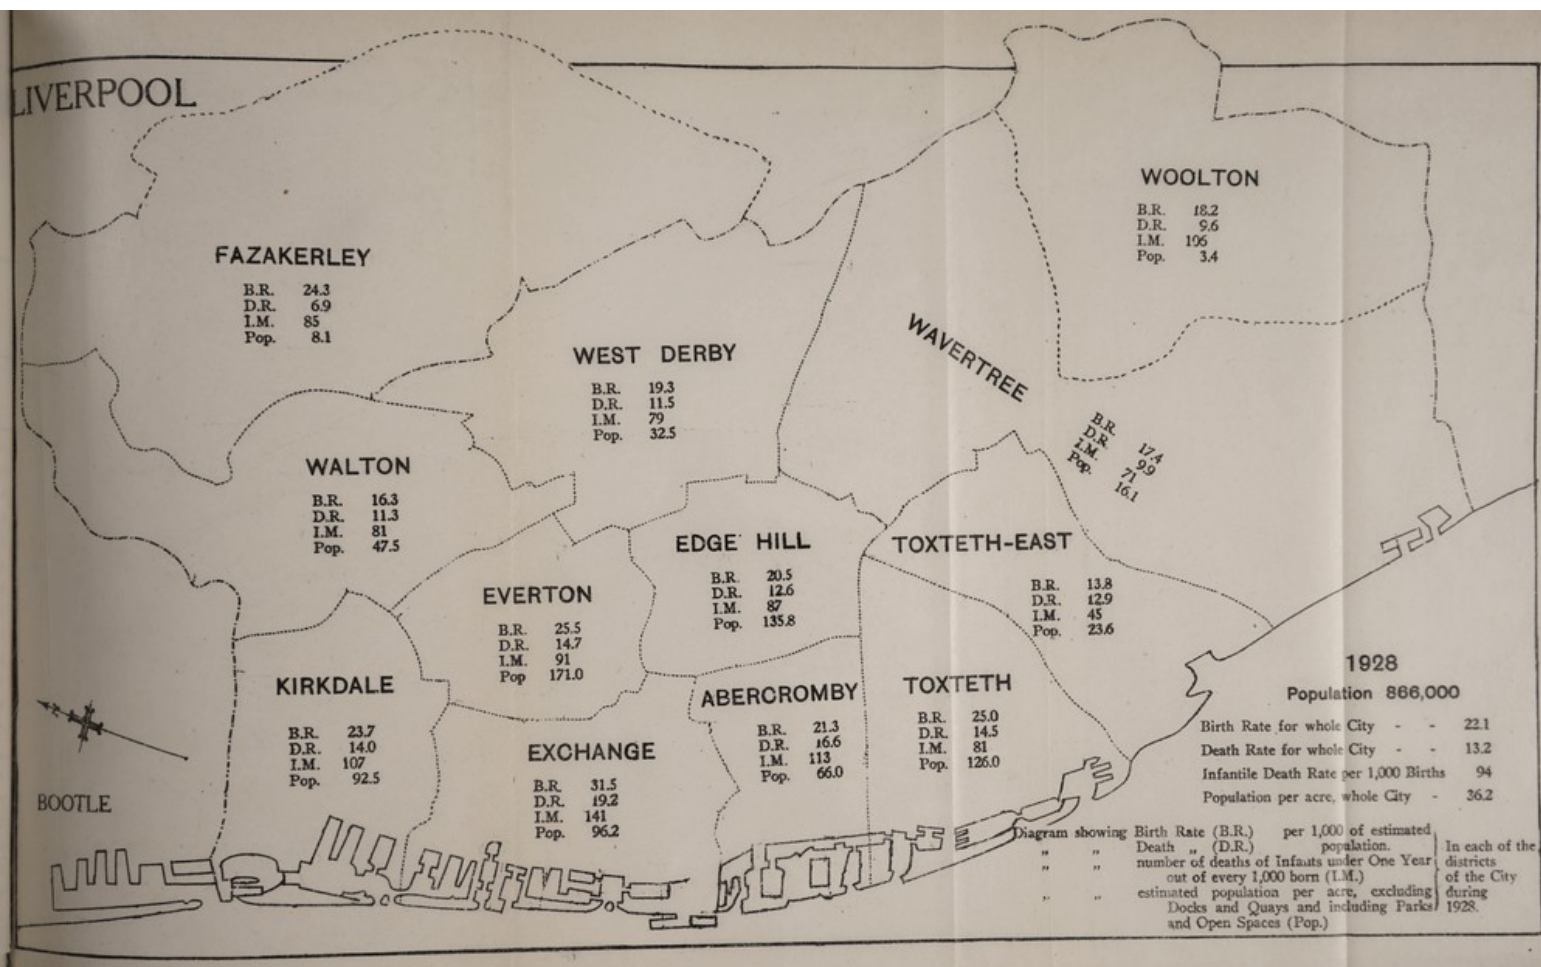 LIVERPOOL
WOOLTON
B.R. 18.2
D.R. 9.6
I.M. 106
Pop. 3.4
FAZAKERLEY
B.R. 24.3
D.R. 6.9
I.M. 85
Pop. 8.1
WEST DERBY
B.R. 19.3
D.R. 11.5
I.M. 79
Pop. 32.5
WAVERTREE
B.R. 17.4
D.R. 9.9
I.M. 71
Pop. 16.1
WALTON
B.R. 16.3
D.R. 11.3
I.M. 81
Pop. 47.5
EDGE HILL
B.R. 20.5
D.R. 12.6
I.M. 87
Pop. 135.8
TOXTETH-EAST
B.R. 13.8
D.R. 12.9
I.M. 45
Pop. 23.6
EVERTON
B.R. 25.5
D.R. 14.7
I.M. 91
Pop 171.0
KIRKDALE
B.R. 23.7
D.R. 14.0
I.M. 107
Pop. 92.5
ABERCROMBY
B.R. 21.3
D.R. 16.6
I.M. 113
Pop. 66.0
TOXTETH
B.R. 25.0
D.R. 14.5
I.M. 81
Pop. 126.0
EXCHANGE
B.R. 31.5
D.R. 19.2
I.M. 141
Pop. 96.2
BOOTLE
1928
Population 866,000
Birth Rate for whole City - - 22.1
Death Rate for whole City - - 13.2
Infantile Death Rate per 1,000 Births 94
Population per acre, whole City - 36.2
Diagram showing Birth Rate (B.R.) per 1,000 of estimated
„ „ Death „ (D.R.) population.
„ „ number of deaths of Infants under One Year
out of every 1,000 born (I.M.)
„ „ estimated population per acre, excluding
Docks and Quays and including Parks
and Open Spaces (Pop.)
In each of the
districts
of the City
during
1928.